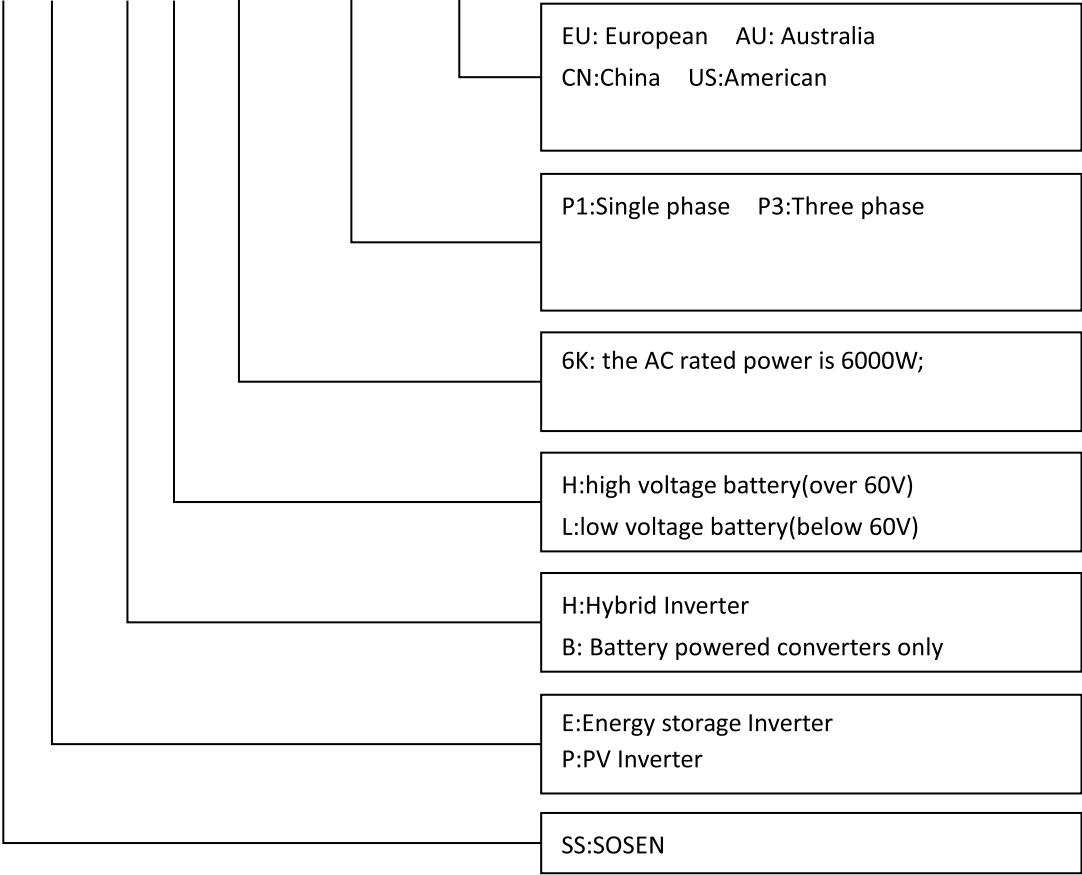 EU: European AU: Australia
CN:China US:American
P1:Single phase P3:Three phase
6K: the AC rated power is 6000W;
H:high voltage battery(over 60V)
L:low voltage battery(below 60V)
H:Hybrid Inverter
B: Battery powered converters only
E:Energy storage Inverter
P:PV Inverter
SS:SOSEN